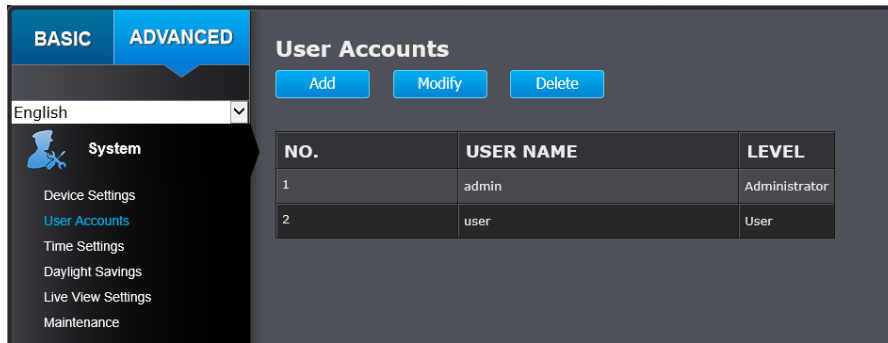 BASIC ADVANCED
English
System
Device Settings
User Accounts
Time Settings
Daylight Savings
Live View Settings
Maintenance
User Accounts
Add Modify Delete
NO. USER NAME LEVEL
1 admin Administrator
2 user User